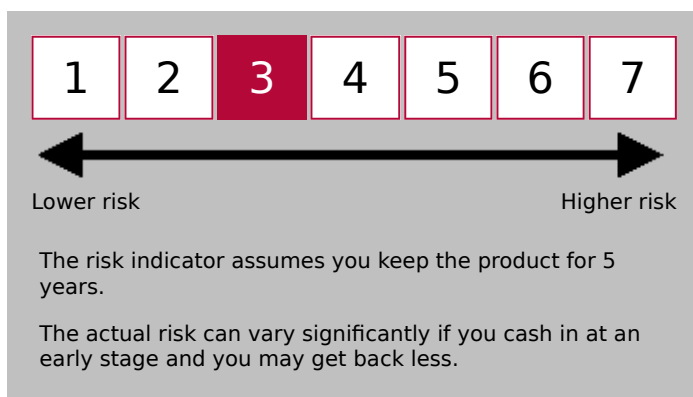 1 2 3 4 5 6 7
Lower risk Higher risk
The risk indicator assumes you keep the product for 5
years.
The actual risk can vary significantly if you cash in at an
early stage and you may get back less.